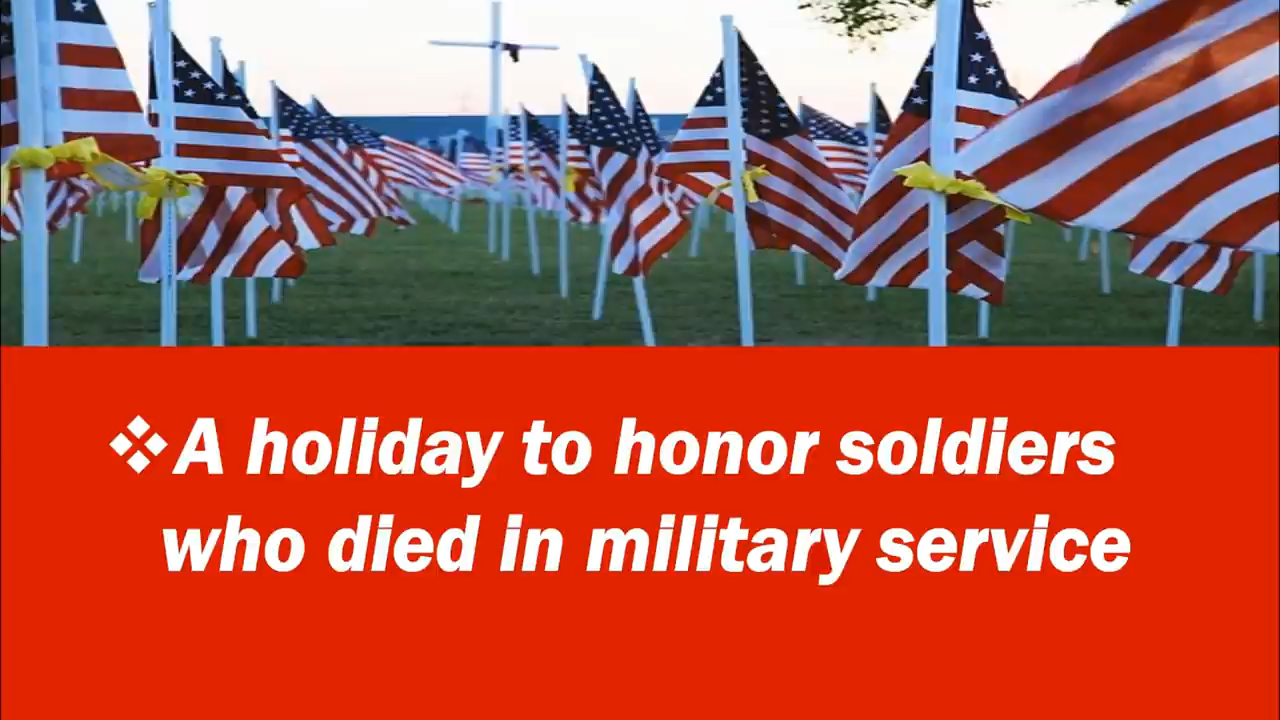 ❖A holiday to honor soldiers
who died in military service